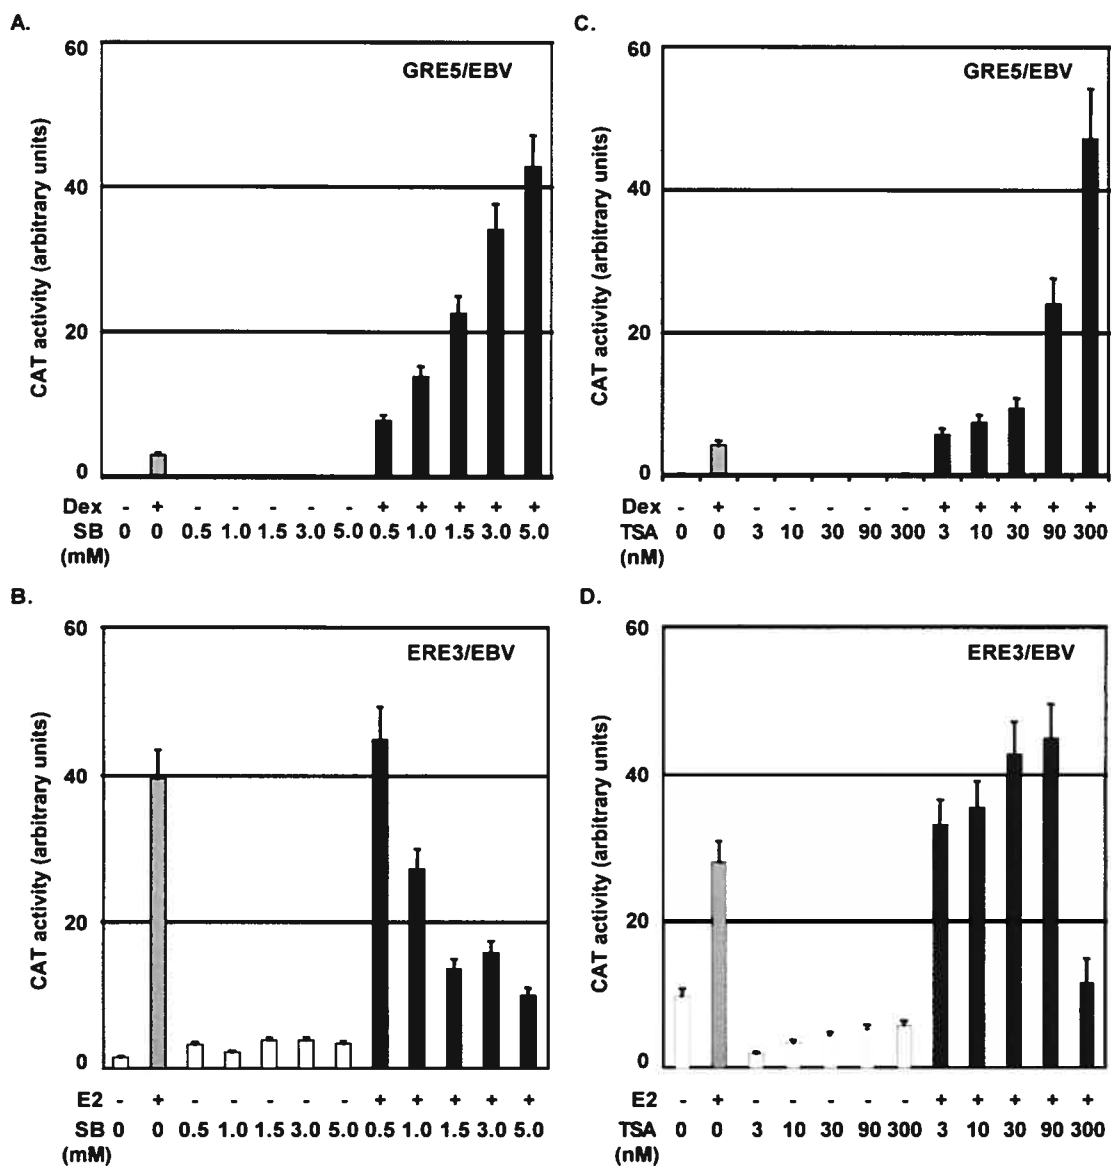 A.
60
GRE5/EBV
40
20
0
CAT activity (arbitrary units)
Dex - + - - - - - + + + + +
SB 0 0 0.5 1.0 1.5 3.0 5.0 0.5 1.0 1.5 3.0 5.0
(mM)
C.
60
GRE5/EBV
40
20
0
CAT activity (arbitrary units)
Dex - + - - - - - + + + + +
TSA 0 0 3 10 30 90 300 3 10 30 90 300
(nM)
B.
60
ERE3/EBV
40
20
0
CAT activity (arbitrary units)
E2 - + - - - - - + + + + +
SB 0 0 0.5 1.0 1.5 3.0 5.0 0.5 1.0 1.5 3.0 5.0
(mM)
D.
60
ERE3/EBV
40
20
0
CAT activity (arbitrary units)
E2 - + - - - - - + + + + +
TSA 0 0 3 10 30 90 300 3 10 30 90 300
(nM)